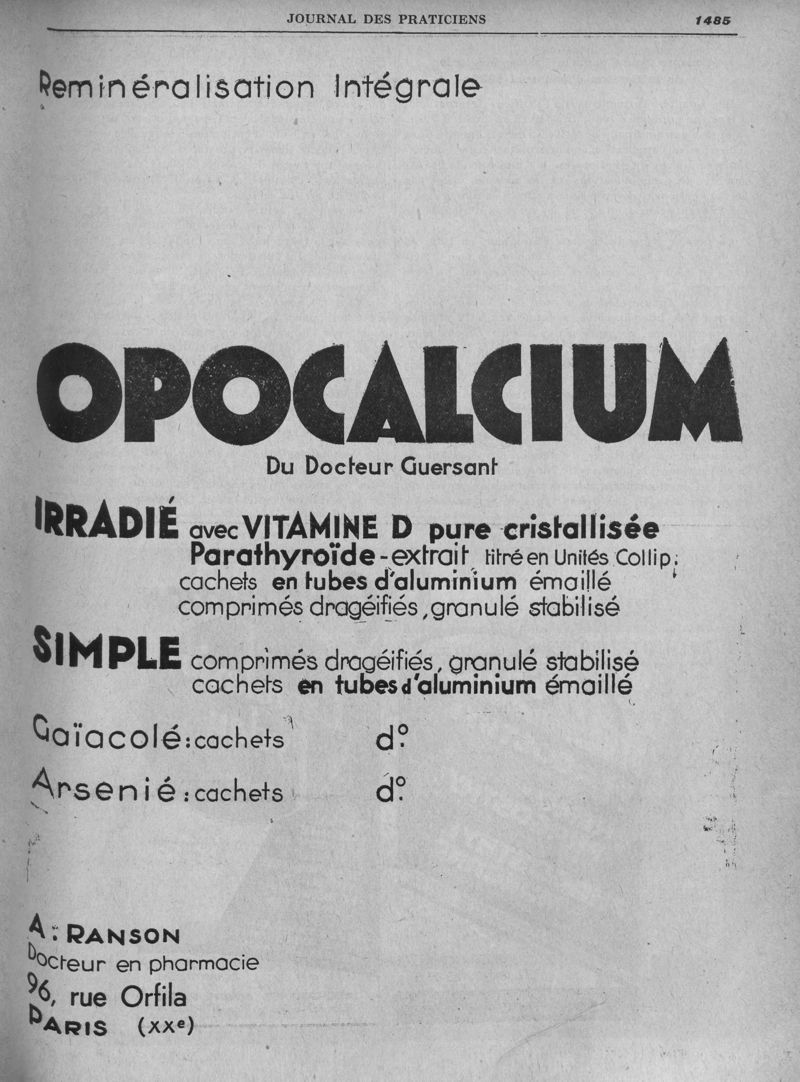 JOURNAL DES PRATICIENS 1485
Reminéralisation Intégrale
OPOCALCIUM
Du Docteur Guersant
IRRADIÉ avec VITAMINE D pure cristallisée
Parathyroïde-extrait, titré en Unités Collip;
cachets en tubes d'aluminium émaillé
comprimés dragéifiés, granulé stabilisé
SIMPLE comprimés dragéifiés, granulé stabilisé
cachets en tubes d'aluminium émaillé
Gaïacolé: cachets d°.
Arsenié: cachets d°.
A. RANSON
Docteur en pharmacie
96, rue Orfila
PARIS (XXe)